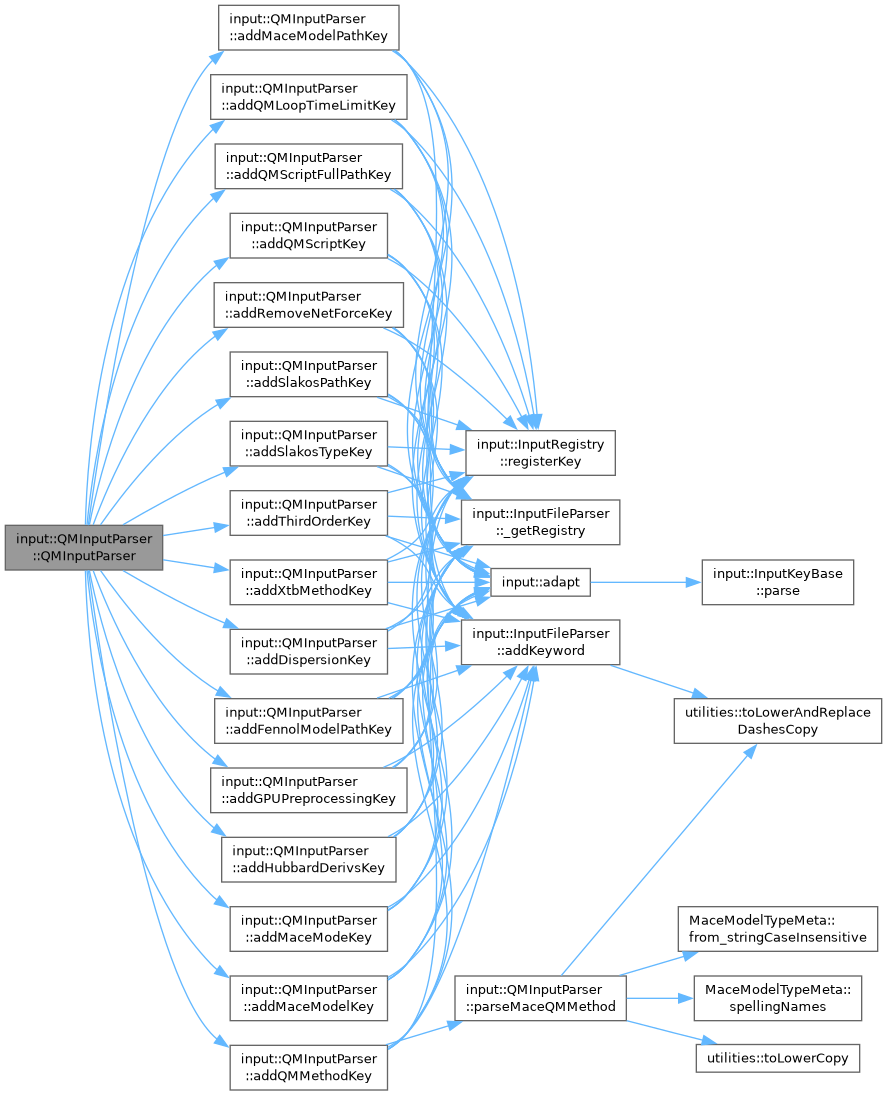 input::QMInputParser
::addMaceModelPathKey
input::QMInputParser
::addQMLoopTimeLimitKey
input::QMInputParser
::addQMScriptFullPathKey
input::QMInputParser
::addQMScriptKey
input::QMInputParser
::addRemoveNetForceKey
input::QMInputParser
::addSlakosPathKey
input::QMInputParser
::addSlakosTypeKey
input::QMInputParser
::addThirdOrderKey
input::QMInputParser
::addXtbMethodKey
input::QMInputParser
::addDispersionKey
input::QMInputParser
::addFennolModelPathKey
input::QMInputParser
::addGPUPreprocessingKey
input::QMInputParser
::addHubbardDerivsKey
input::QMInputParser
::addMaceModeKey
input::QMInputParser
::addMaceModelKey
input::QMInputParser
::addQMMethodKey
input::QMInputParser
::QMInputParser
input::InputRegistry
::registerKey
input::InputFileParser
::_getRegistry
input::adapt
input::InputFileParser
::addKeyword
input::QMInputParser
::parseMaceQMMethod
input::InputKeyBase
::parse
utilities::toLowerAndReplace
DashesCopy
MaceModelTypeMeta::
from_stringCaseInsensitive
MaceModelTypeMeta::
spellingNames
utilities::toLowerCopy